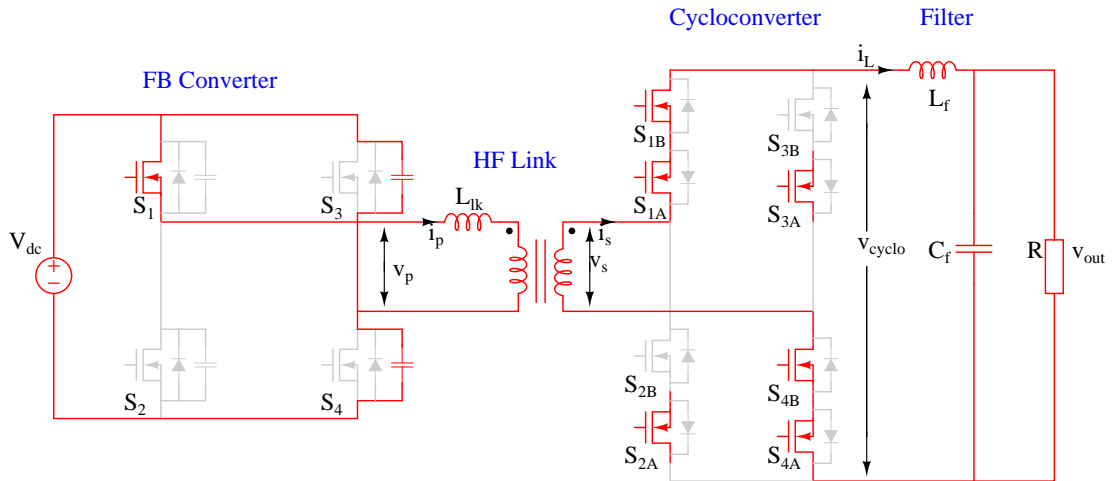 Cycloconverter
Filter
FB Converter
HF Link
i_L
L_f
S_1B
S_3B
S_1A
S_3A
S_1
S_3
L_lk
i_p
i_s
V_dc
v_p
v_s
v_cyclo
C_f
R
v_out
S_2
S_4
S_2B
S_4B
S_2A
S_4A